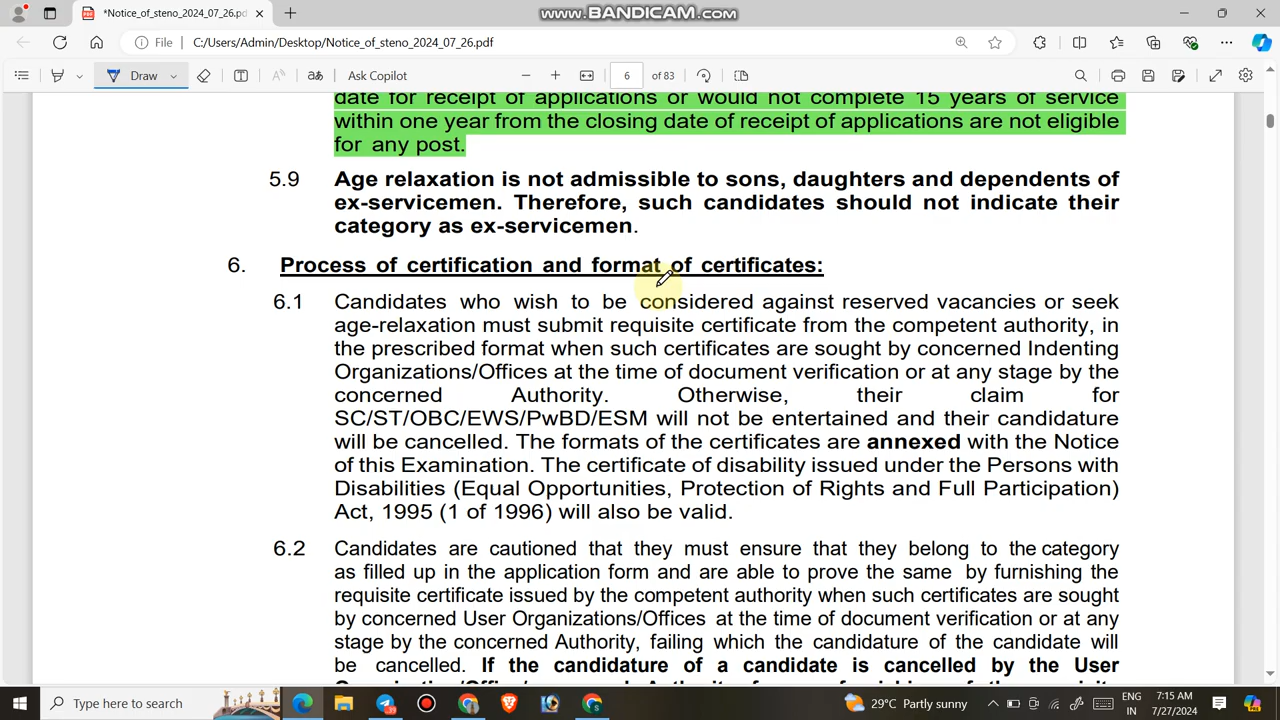 *Notice_of_steno_2024_07_26.pd
www.BANDICAM.com
File
C:/Users/Admin/Desktop/Notice_of_steno_2024_07_26.pdf
Draw
Ask Copilot
6
of 83
date for receipt of applications or would not complete 15 years of service
within one year from the closing date of receipt of applications are not eligible
for any post.
5.9 Age relaxation is not admissible to sons, daughters and dependents of
ex-servicemen. Therefore, such candidates should not indicate their
category as ex-servicemen.
6. Process of certification and format of certificates:
6.1 Candidates who wish to be considered against reserved vacancies or seek
age-relaxation must submit requisite certificate from the competent authority, in
the prescribed format when such certificates are sought by concerned Indenting
Organizations/Offices at the time of document verification or at any stage by the
concerned Authority. Otherwise, their claim for
SC/ST/OBC/EWS/PwBD/ESM will not be entertained and their candidature
will be cancelled. The formats of the certificates are annexed with the Notice
of this Examination. The certificate of disability issued under the Persons with
Disabilities (Equal Opportunities, Protection of Rights and Full Participation)
Act, 1995 (1 of 1996) will also be valid.
6.2 Candidates are cautioned that they must ensure that they belong to the category
as filled up in the application form and are able to prove the same by furnishing the
requisite certificate issued by the competent authority when such certificates are sought
by concerned User Organizations/Offices at the time of document verification or at any
stage by the concerned Authority, failing which the candidature of the candidate will
be cancelled. If the candidature of a candidate is cancelled by the User
Type here to search
29°C Partly sunny
ENG
IN
7:15 AM
7/27/2024